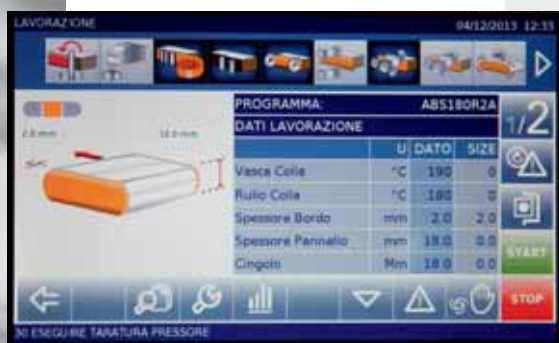 LAVORAZIONE 04/12/2013 12:33
PROGRAMMA: ABS180R2A
DATI LAVORAZIONE 1/2
U DATO SIZE
2.0 mm 18.0 mm
Vasca Colla °C 190 0
Rullo Colla °C 180 0
Spessore Bordo mm 2.0 2.0
Spessore Pannello mm 18.0 0.0
Cingolo Mm 18.0 0.0
START
STOP
30 ESEGUIRE TARATURA PRESSORE